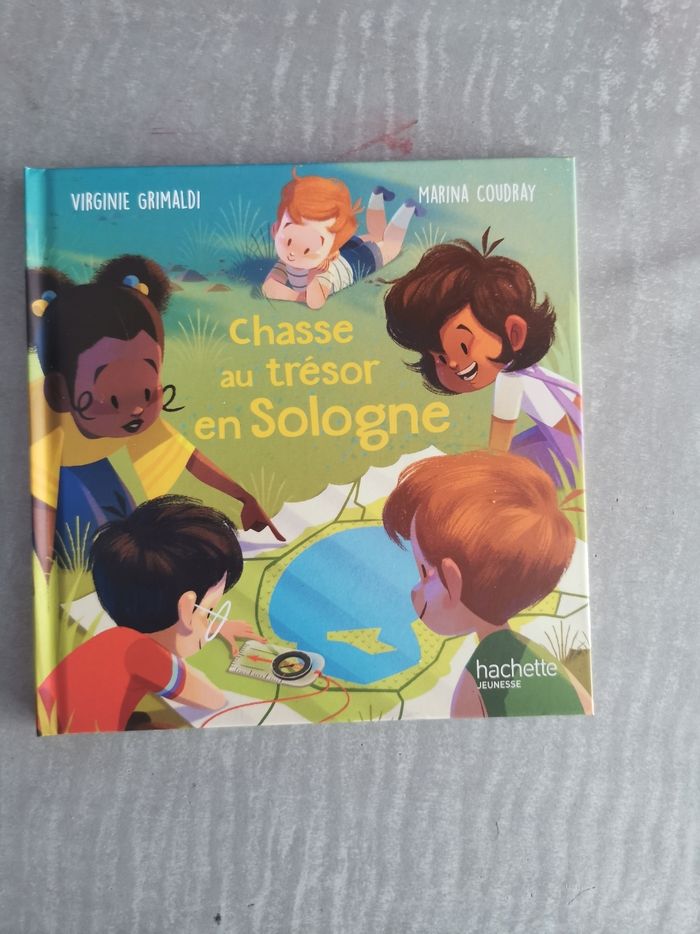 VIRGINIE GRIMALDI
MARINA COUDRAY
Chasse
au trésor
en Sologne
hachette
JEUNESSE